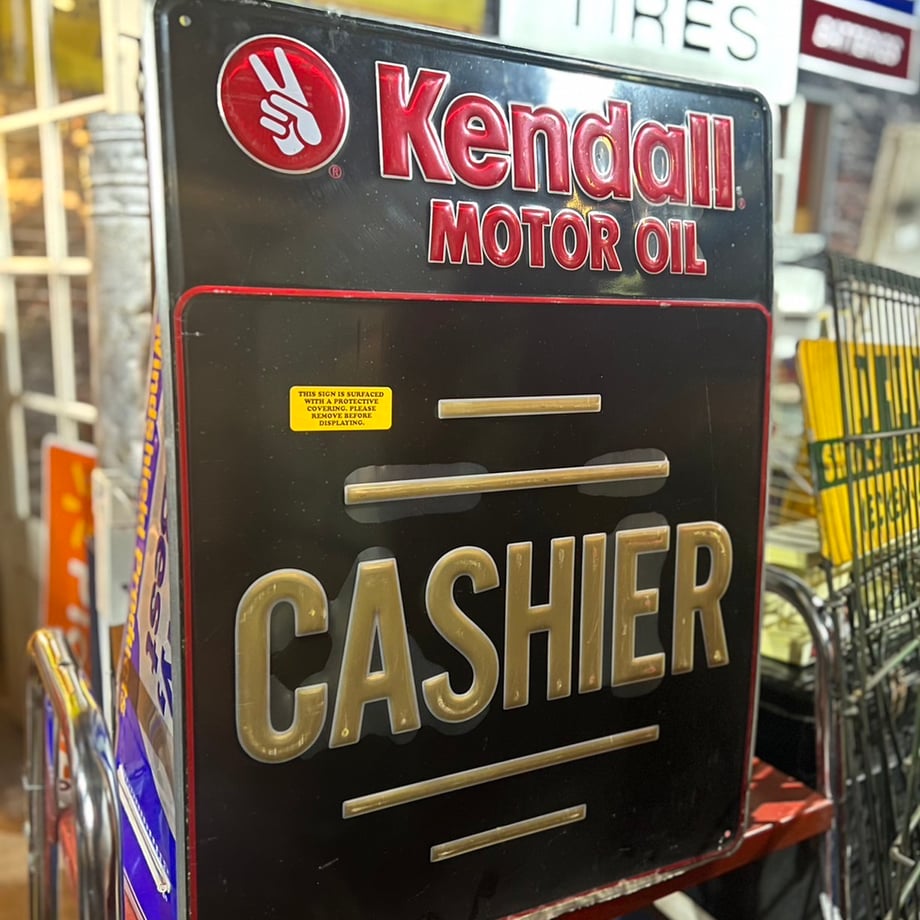 TIRES
Kendall
MOTOR OIL
THIS SIGN IS SURFACED
WITH A PROTECTIVE
COVERING. PLEASE
REMOVE BEFORE
DISPLAYING.
CASHIER